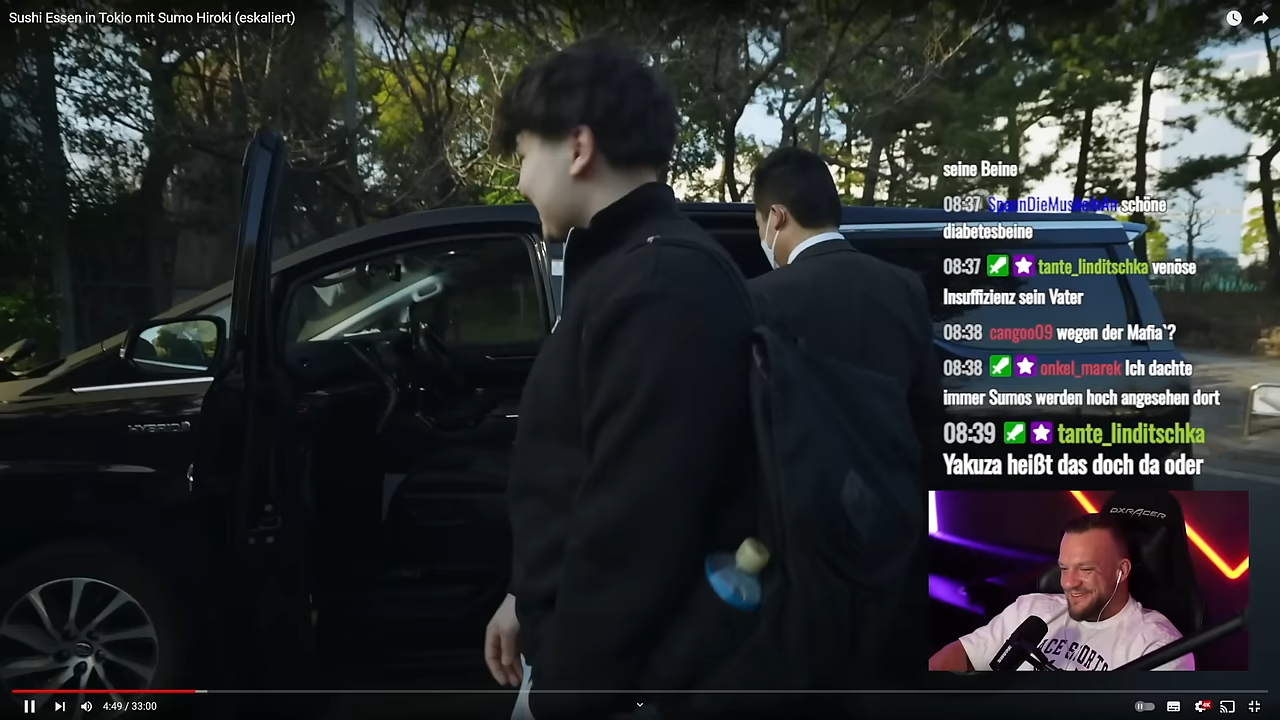 Sushi Essen in Tokio mit Sumo Hiroki (eskaliert)
seine Beine
08:37 schöne
diabetesbeine
08:37 tante_linditschka venöse
Insuffizienz sein Vater
08:38 cangoo09 wegen der Mafia`?
08:38 onkel_marek Ich dachte
immer Sumos werden hoch angesehen dort
08:39 tante_linditschka
Yakuza heißt das doch da oder
HYBRID
DXRACER
4:49 / 33:00
4K